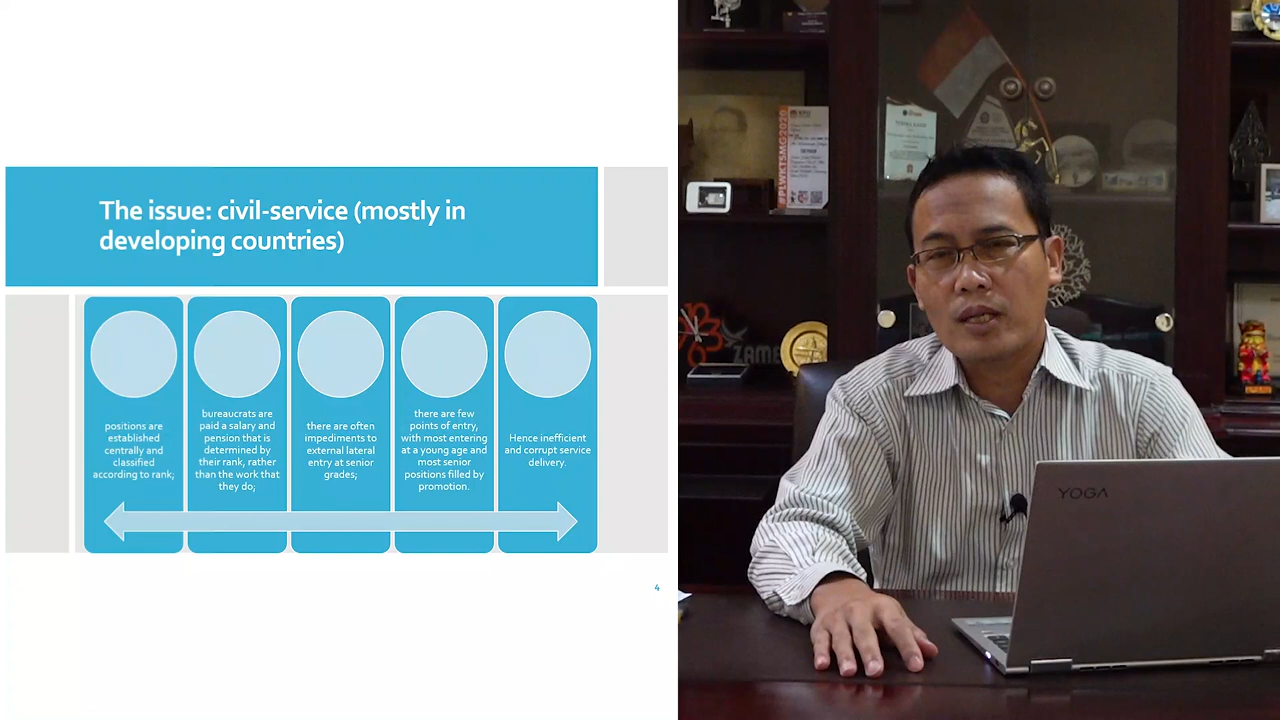 The issue: civil-service (mostly in
developing countries)
positions are
established
centrally and
classified
according to rank;
bureaucrats are
paid a salary and
pension that is
determined by
their rank, rather
than the work that
they do;
there are often
impediments to
external lateral
entry at senior
grades;
there are few
points of entry,
with most entering
at a young age and
most senior
positions filled by
promotion.
Hence inefficient
and corrupt service
delivery.
4
#PLWKTSMG2020
ZAME
YOGA